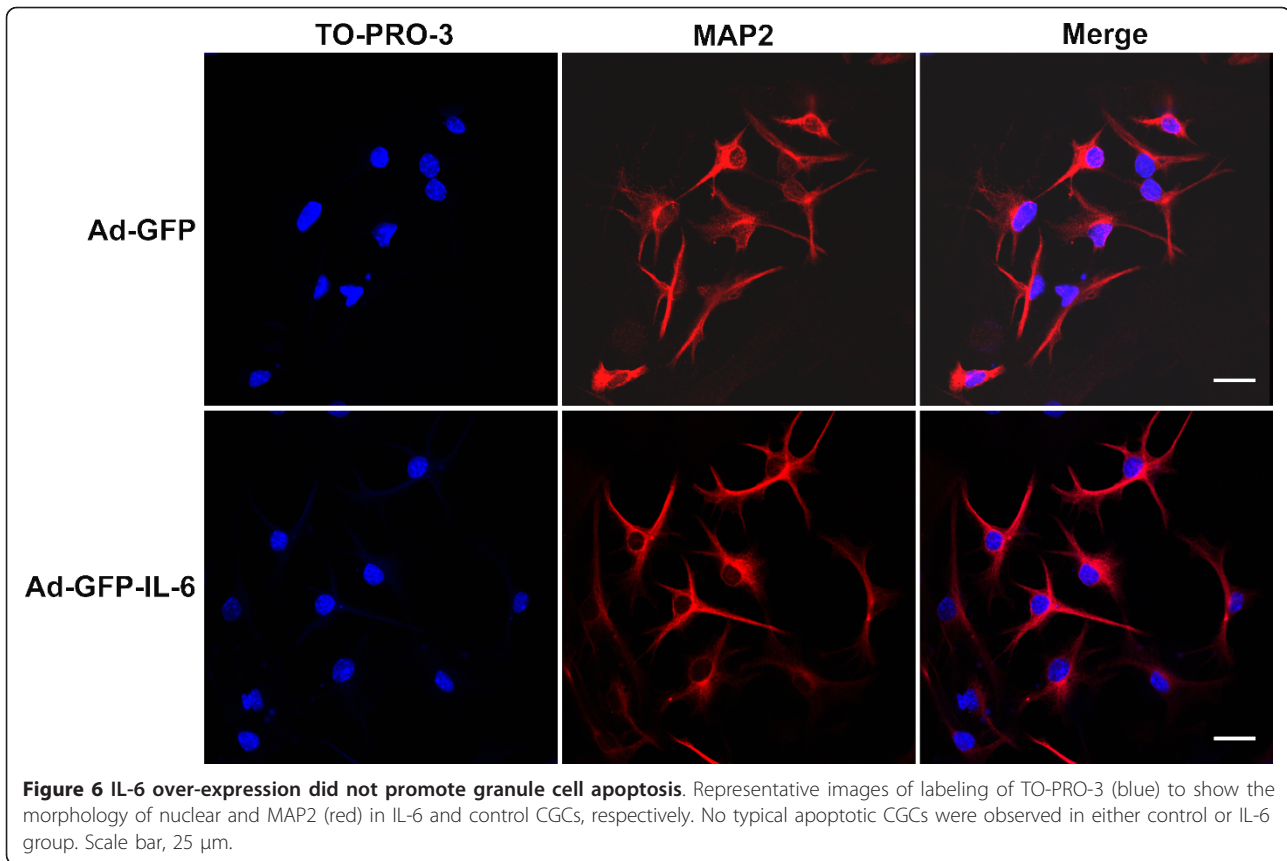 TO-PRO-3 MAP2 Merge
Ad-GFP
Ad-GFP-IL-6
Figure 6 IL-6 over-expression did not promote granule cell apoptosis. Representative images of labeling of TO-PRO-3 (blue) to show the
morphology of nuclear and MAP2 (red) in IL-6 and control CGCs, respectively. No typical apoptotic CGCs were observed in either control or IL-6
group. Scale bar, 25 μm.